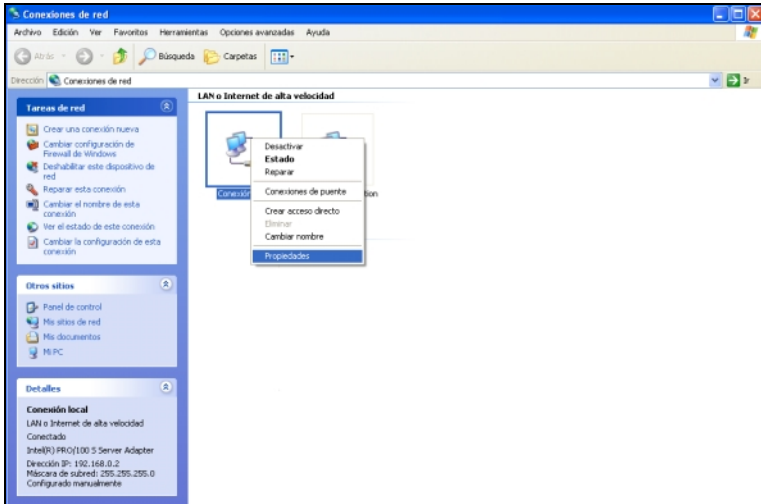 Conexiones de red
Archivo Edición Ver Favoritos Herramientas Opciones avanzadas Ayuda
Atrás Búsqueda Carpetas
Dirección Conexiones de red Ir
Tareas de red
Crear una conexión nueva
Cambiar configuración de
Firewall de Windows
Deshabilitar este dispositivo de
red
Reparar esta conexión
Cambiar el nombre de esta
conexión
Ver el estado de esta conexión
Cambiar la configuración de esta
conexión
Otros sitios
Panel de control
Mis sitios de red
Mis documentos
Mi PC
Detalles
Conexión local
LAN o Internet de alta velocidad
Conectado
Intel(R) PRO/100 S Server Adapter
Dirección IP: 192.168.0.2
Máscara de subred: 255.255.255.0
Configurado manualmente
LAN o Internet de alta velocidad
Desactivar
Estado
Reparar
Conexiones de puente
Crear acceso directo
Eliminar
Cambiar nombre
Propiedades